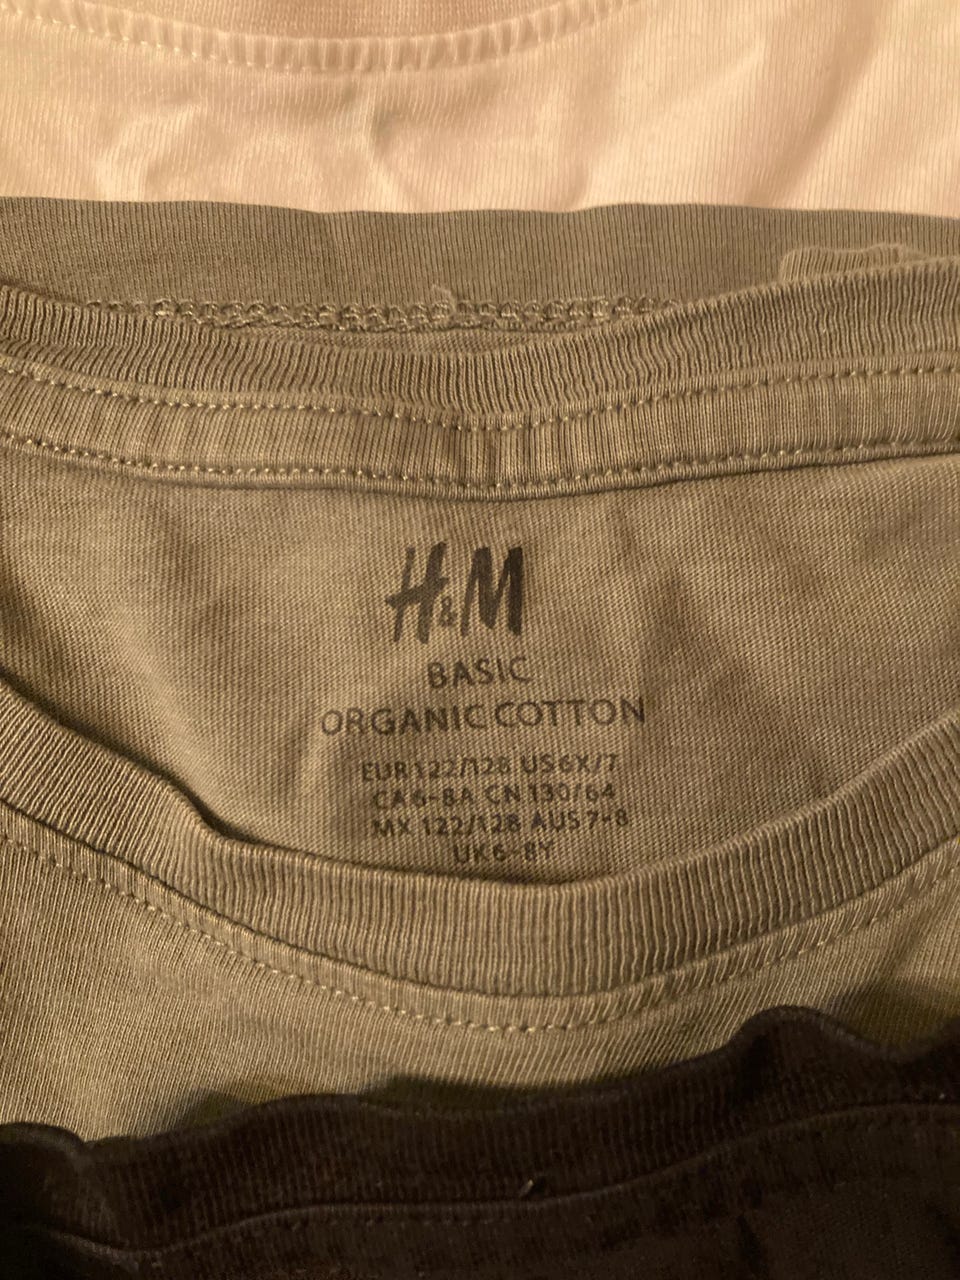 H&M
BASIC
ORGANIC COTTON
EUR 122/128 US 6X/7
CA 6-8A CN 130/64
MX 122/128 AUS 7-8
UK 6-8Y